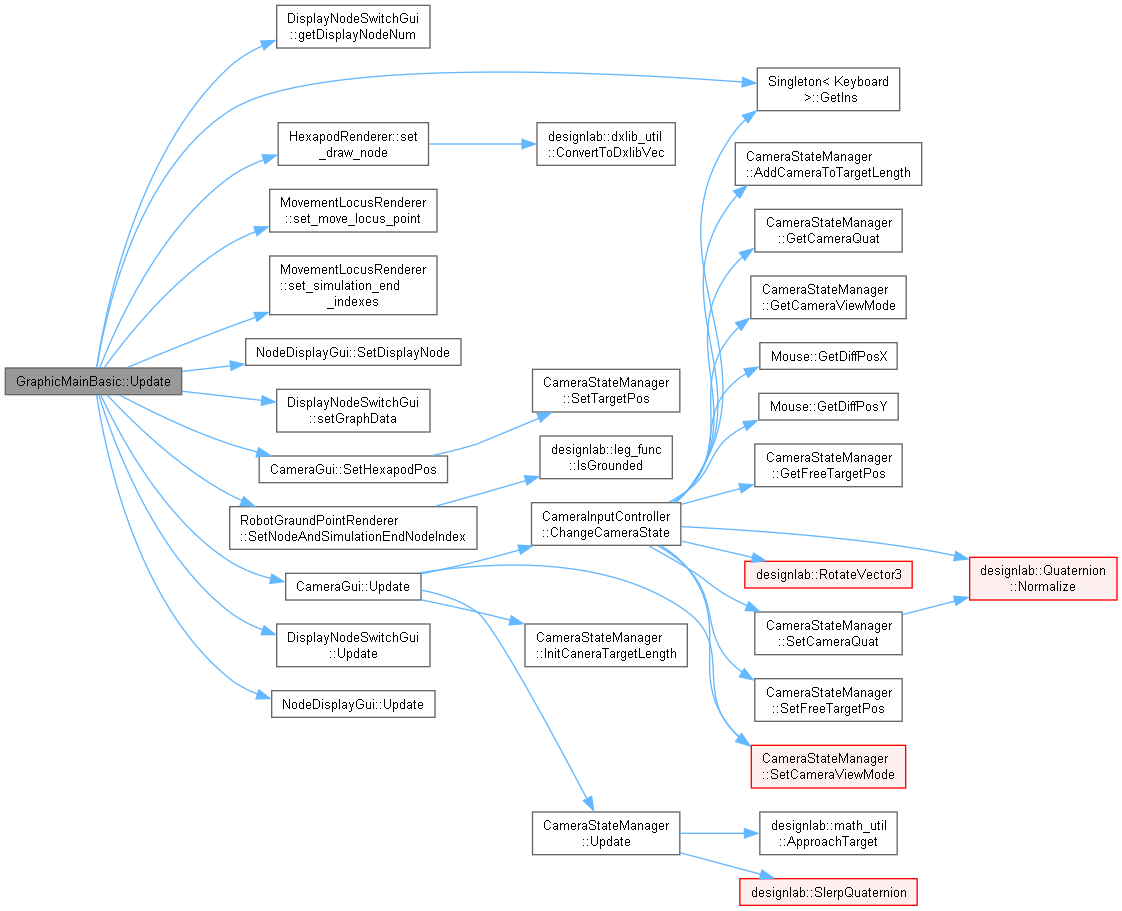 DisplayNodeSwitchGui
::getDisplayNodeNum
Singleton< Keyboard
>::GetIns
HexapodRenderer::set
_draw_node
designlab::dxlib_util
::ConvertToDxlibVec
CameraStateManager
::AddCameraToTargetLength
MovementLocusRenderer
::set_move_locus_point
CameraStateManager
::GetCameraQuat
MovementLocusRenderer
::set_simulation_end
_indexes
CameraStateManager
::GetCameraViewMode
NodeDisplayGui::SetDisplayNode
Mouse::GetDiffPosX
GraphicMainBasic::Update
DisplayNodeSwitchGui
::setGraphData
CameraStateManager
::SetTargetPos
Mouse::GetDiffPosY
CameraGui::SetHexapodPos
designlab::leg_func
::IsGrounded
CameraStateManager
::GetFreeTargetPos
RobotGraundPointRenderer
::SetNodeAndSimulationEndNodeIndex
CameraInputController
::ChangeCameraState
designlab::RotateVector3
designlab::Quaternion
::Normalize
CameraGui::Update
CameraStateManager
::SetCameraQuat
DisplayNodeSwitchGui
::Update
CameraStateManager
::InitCaneraTargetLength
NodeDisplayGui::Update
CameraStateManager
::SetFreeTargetPos
CameraStateManager
::SetCameraViewMode
CameraStateManager
::Update
designlab::math_util
::ApproachTarget
designlab::SlerpQuaternion